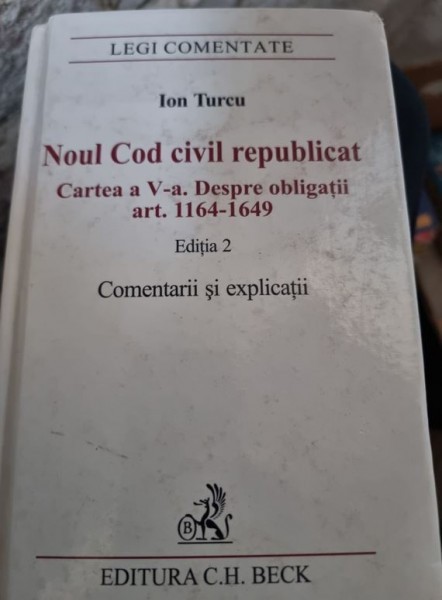 LEGI COMENTATE
Ion Turcu
Noul Cod civil republicat
Cartea a V-a. Despre obligații
art. 1164-1649
Ediția 2
Comentarii și explicații
B
EDITURA C.H. BECK